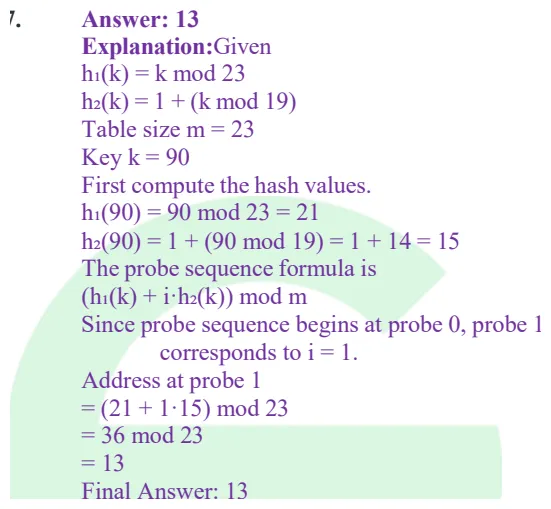 7. Answer: 13
Explanation:Given
h₁(k) = k mod 23
h₂(k) = 1 + (k mod 19)
Table size m = 23
Key k = 90
First compute the hash values.
h₁(90) = 90 mod 23 = 21
h₂(90) = 1 + (90 mod 19) = 1 + 14 = 15
The probe sequence formula is
(h₁(k) + i·h₂(k)) mod m
Since probe sequence begins at probe 0, probe 1
corresponds to i = 1.
Address at probe 1
= (21 + 1·15) mod 23
= 36 mod 23
= 13
Final Answer: 13